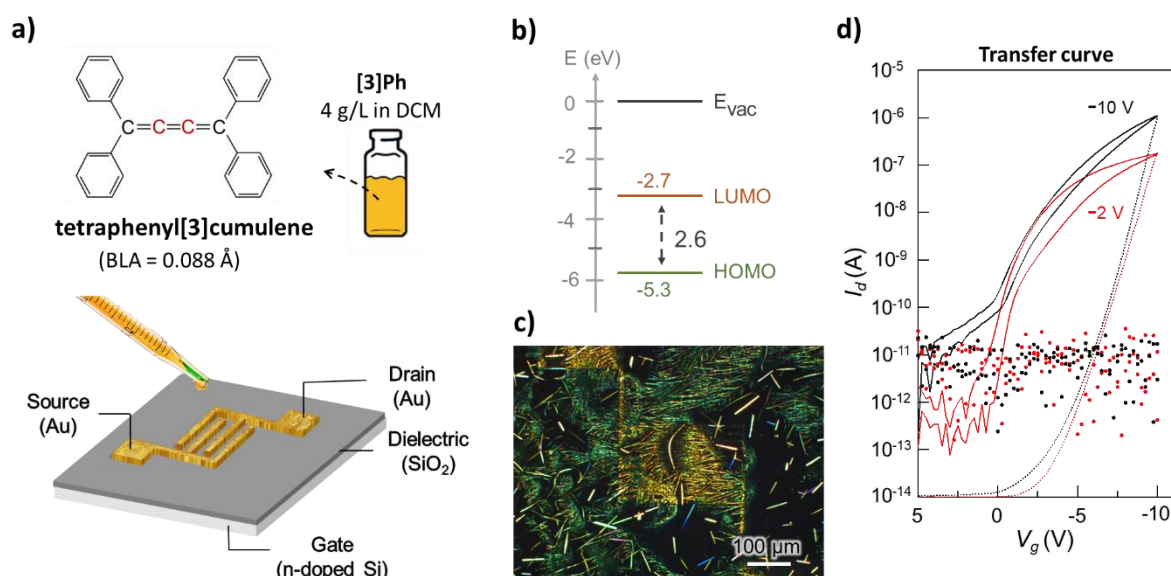 a)
[3]Ph
4 g/L in DCM
C=C=C=C
tetraphenyl[3]cumulene
(BLA = 0.088 Å)
Source
(Au)
Drain
(Au)
Dielectric
(SiO₂)
Gate
(n-doped Si)
b)
E (eV)
0
-2
-4
-6
E_vac
-2.7
LUMO
2.6
HOMO
-5.3
c)
100 µm
d)
Transfer curve
10⁻⁵
10⁻⁶
10⁻⁷
10⁻⁸
10⁻⁹
10⁻¹⁰
10⁻¹¹
10⁻¹²
10⁻¹³
10⁻¹⁴
I_d (A)
−10 V
−2 V
5
0
-5
-10
V_g (V)